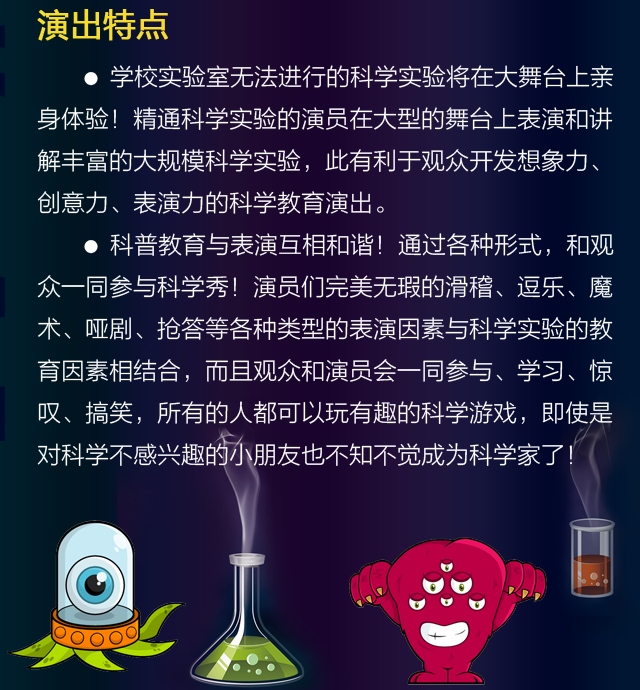 演出特点
● 学校实验室无法进行的科学实验将在大舞台上亲
身体验！精通科学实验的演员在大型的舞台上表演和讲
解丰富的大规模科学实验，此有利于观众开发想象力、
创意力、表演力的科学教育演出。
● 科普教育与表演互相和谐！通过各种形式，和观
众一同参与科学秀！演员们完美无瑕的滑稽、逗乐、魔
术、哑剧、抢答等各种类型的表演因素与科学实验的教
育因素相结合，而且观众和演员会一同参与、学习、惊
叹、搞笑，所有的人都可以玩有趣的科学游戏，即使是
对科学不感兴趣的小朋友也不知不觉成为科学家了！